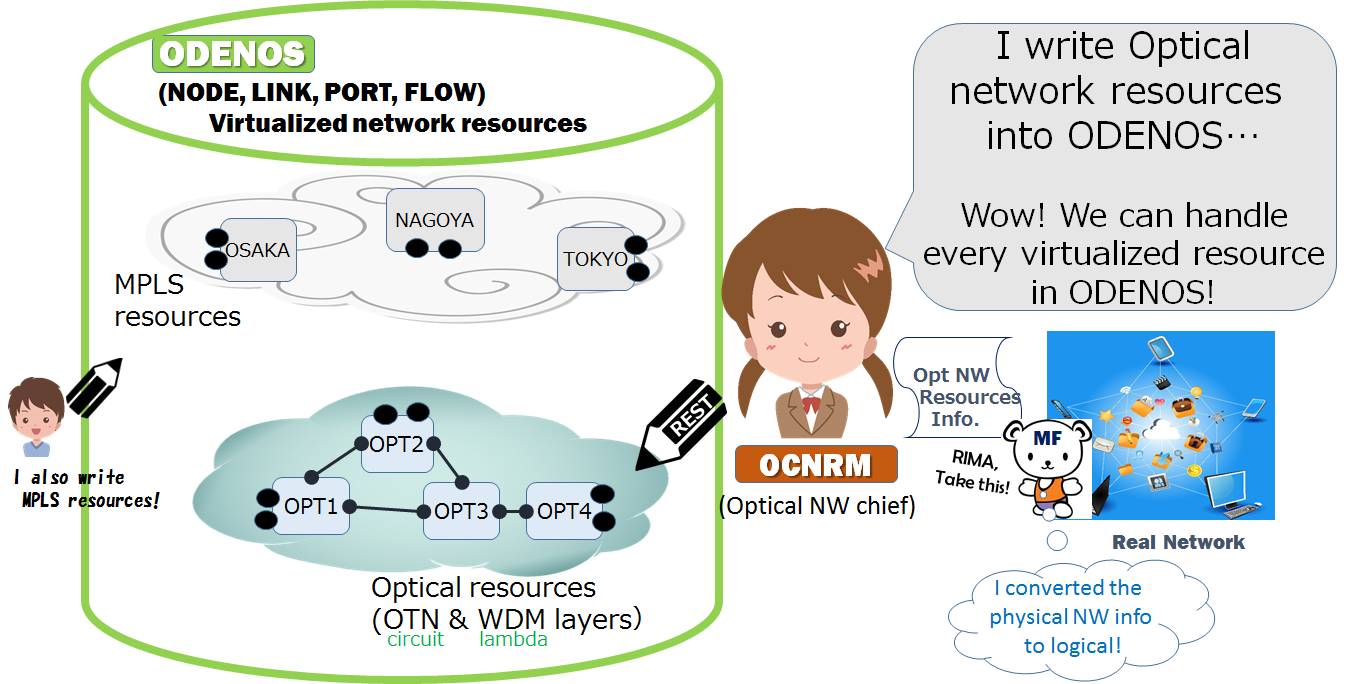 ODENOS
(NODE, LINK, PORT, FLOW)
Virtualized network resources
NAGOYA
OSAKA
TOKYO
MPLS
resources
I also write
MPLS resources!
OPT2
OPT1
OPT3
OPT4
Optical resources
(OTN & WDM layers)
circuit lambda
REST
I write Optical
network resources
into ODENOS…
Wow! We can handle
every virtualized resource
in ODENOS!
OCNRM
(Optical NW chief)
Opt NW
Resources
Info.
MF
RIMA,
Take this!
Real Network
I converted the
physical NW info
to logical!